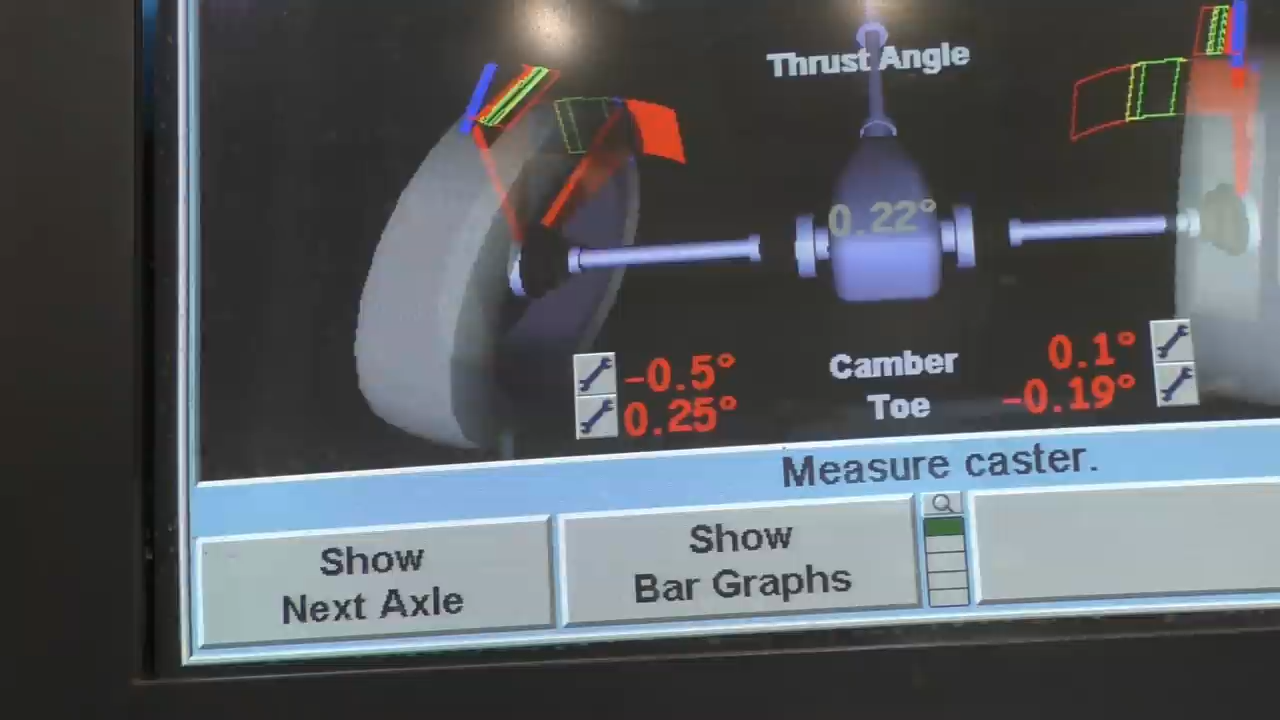 Thrust Angle
0.22°
-0.5° Camber 0.1°
0.25° Toe -0.19°
Measure caster.
Show
Next Axle
Show
Bar Graphs